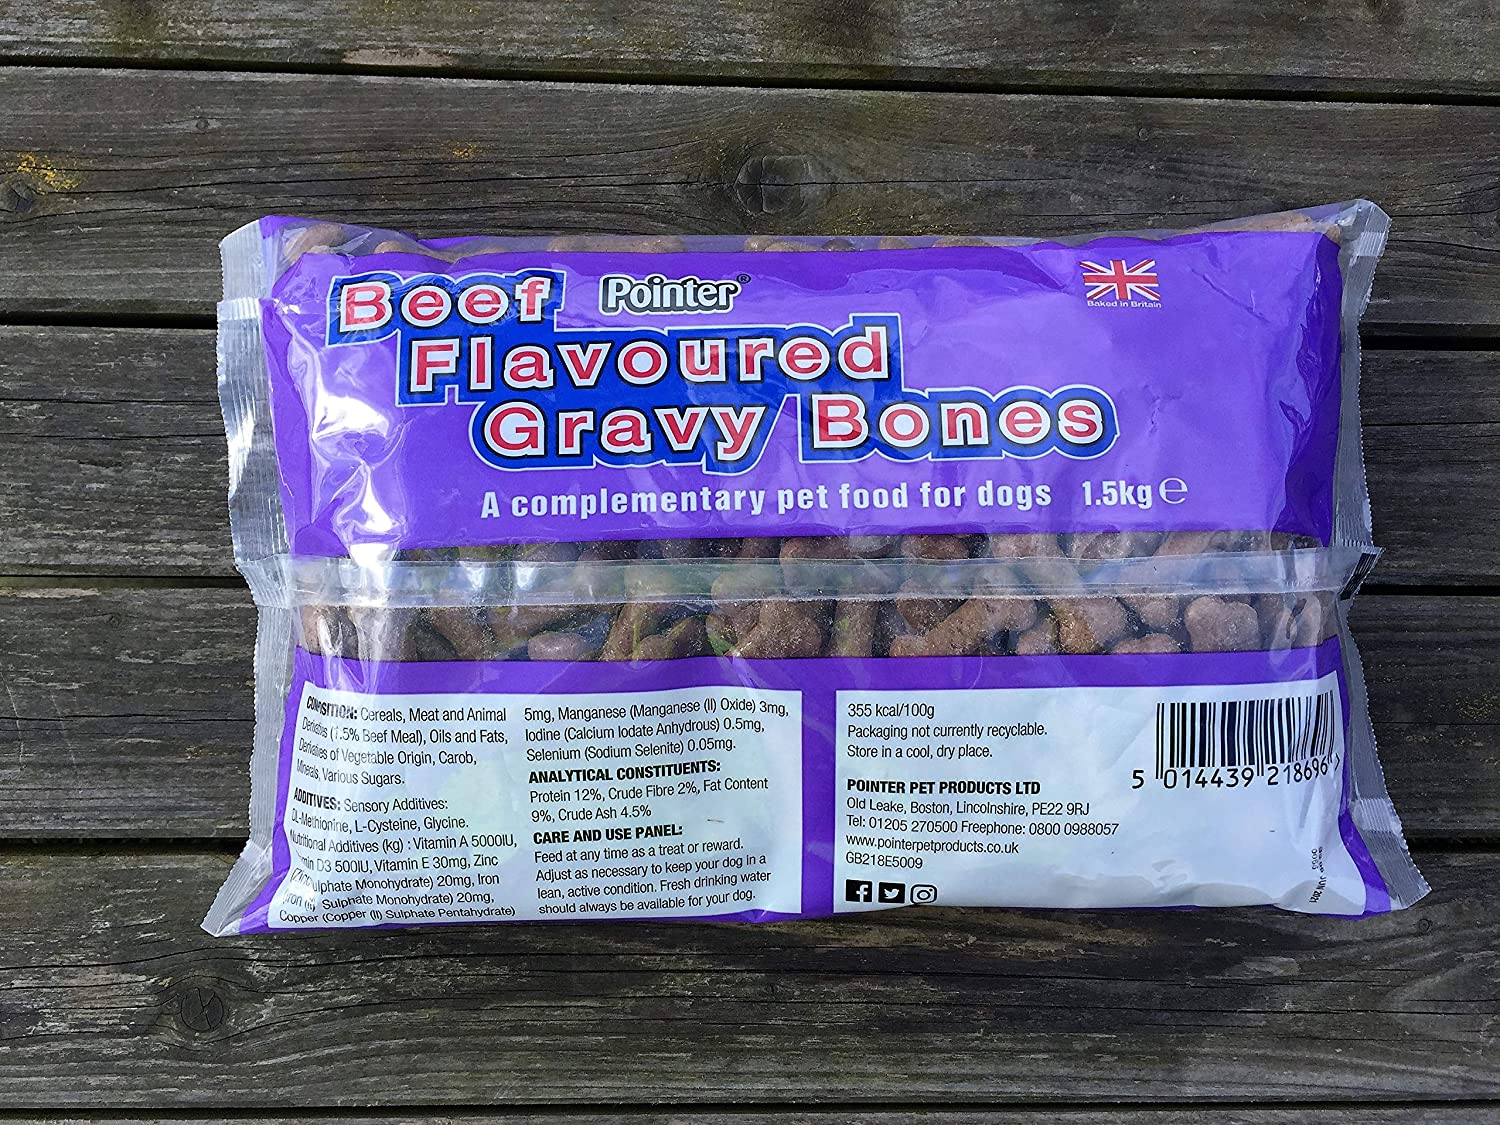 Beef Pointer®
Flavoured
Gravy Bones
Baked in Britain
A complementary pet food for dogs 1.5kg ℮
COMPOSITION: Cereals, Meat and Animal
Derivatives (1.5% Beef Meal), Oils and Fats,
Derivatives of Vegetable Origin, Carob,
Minerals, Various Sugars.
ADDITIVES: Sensory Additives:
DL-Methionine, L-Cysteine, Glycine.
Nutritional Additives (kg) : Vitamin A 5000IU,
Vitamin D3 500IU, Vitamin E 30mg, Zinc
(Zinc Sulphate Monohydrate) 20mg, Iron
(Iron (II) Sulphate Monohydrate) 20mg,
Copper (Copper (II) Sulphate Pentahydrate)
5mg, Manganese (Manganese (II) Oxide) 3mg,
Iodine (Calcium Iodate Anhydrous) 0.5mg,
Selenium (Sodium Selenite) 0.05mg.
ANALYTICAL CONSTITUENTS:
Protein 12%, Crude Fibre 2%, Fat Content
9%, Crude Ash 4.5%
CARE AND USE PANEL:
Feed at any time as a treat or reward.
Adjust as necessary to keep your dog in a
lean, active condition. Fresh drinking water
should always be available for your dog.
355 kcal/100g
Packaging not currently recyclable.
Store in a cool, dry place.
POINTER PET PRODUCTS LTD
Old Leake, Boston, Lincolnshire, PE22 9RJ
Tel: 01205 270500 Freephone: 0800 0988057
www.pointerpetproducts.co.uk
GB218E5009
5 014439 218696 >